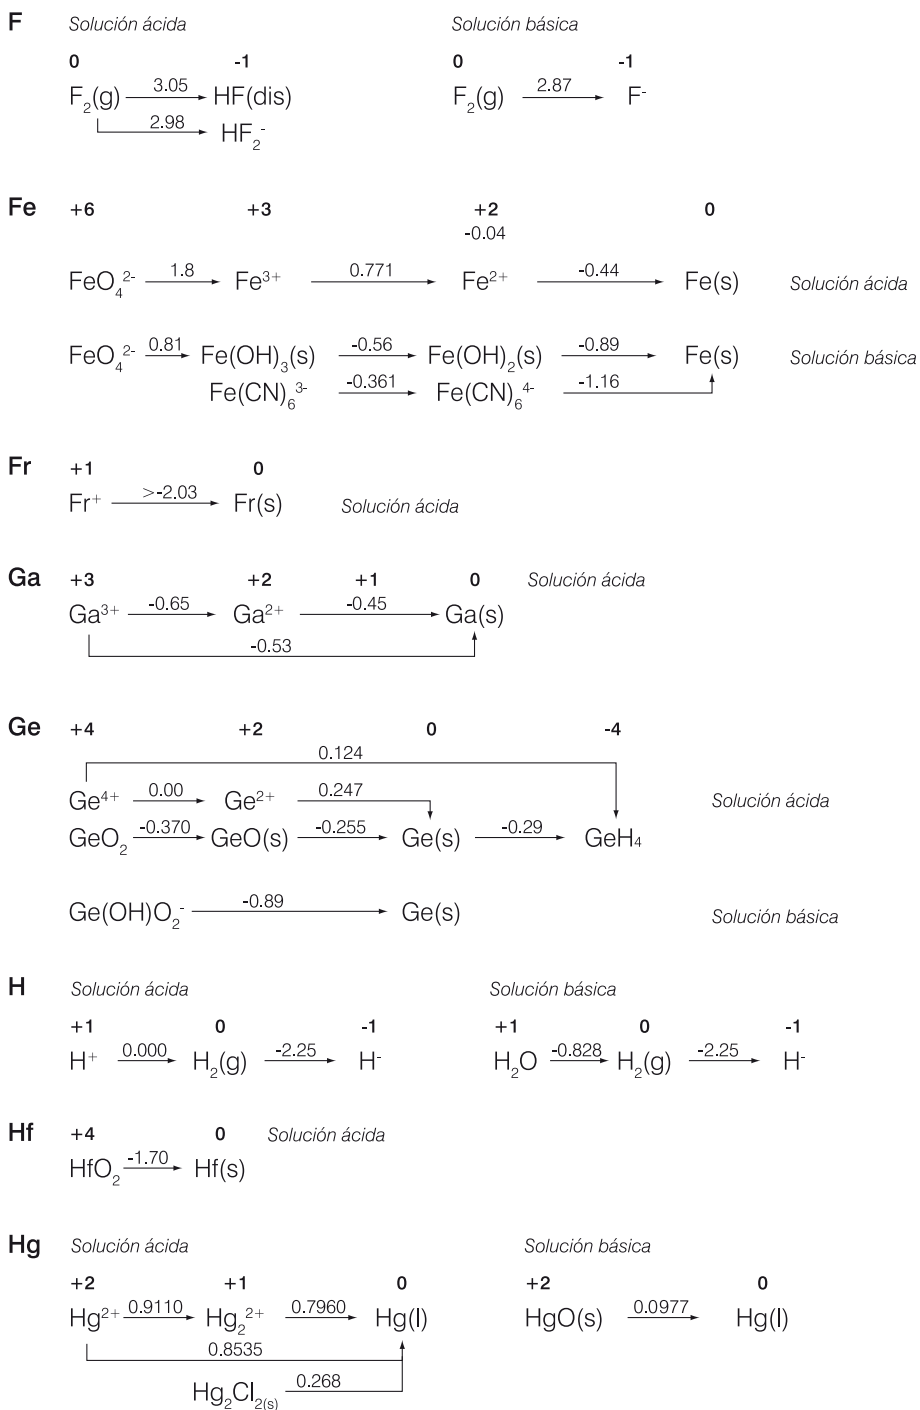 F Solución ácida Solución básica
0 -1 0 -1
F₂(g) 3.05 HF(dis) F₂(g) 2.87 F⁻
2.98 HF₂⁻
Fe +6 +3 +2 0
-0.04
FeO₄²⁻ 1.8 Fe³⁺ 0.771 Fe²⁺ -0.44 Fe(s) Solución ácida
FeO₄²⁻ 0.81 Fe(OH)₃(s) -0.56 Fe(OH)₂(s) -0.89 Fe(s) Solución básica
Fe(CN)₆³⁻ -0.361 Fe(CN)₆⁴⁻ -1.16
Fr +1 0
Fr⁺ >-2.03 Fr(s) Solución ácida
Ga +3 +2 +1 0 Solución ácida
Ga³⁺ -0.65 Ga²⁺ -0.45 Ga(s)
-0.53
Ge +4 +2 0 -4
0.124
Ge⁴⁺ 0.00 Ge²⁺ 0.247 Solución ácida
GeO₂ -0.370 GeO(s) -0.255 Ge(s) -0.29 GeH₄
Ge(OH)O₂⁻ -0.89 Ge(s) Solución básica
H Solución ácida Solución básica
+1 0 -1 +1 0 -1
H⁺ 0.000 H₂(g) -2.25 H⁻ H₂O -0.828 H₂(g) -2.25 H⁻
Hf +4 0 Solución ácida
HfO₂ -1.70 Hf(s)
Hg Solución ácida Solución básica
+2 +1 0 +2 0
Hg²⁺ 0.9110 Hg₂²⁺ 0.7960 Hg(l) HgO(s) 0.0977 Hg(l)
0.8535
Hg₂Cl₂₍ₛ₎ 0.268